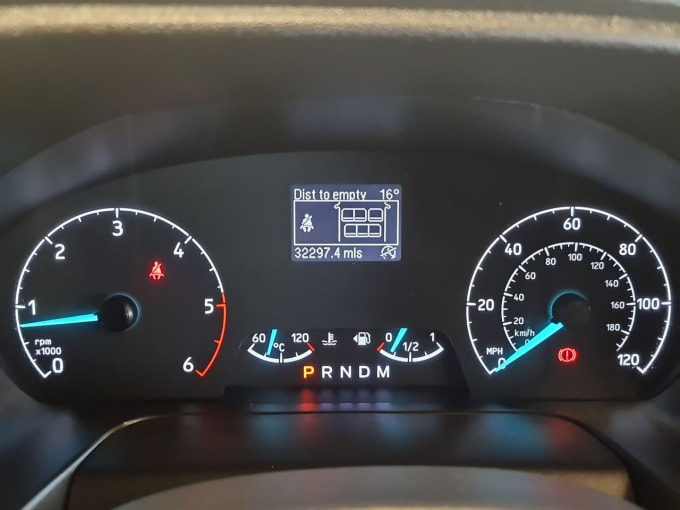 Dist to empty 16°
32297.4 mls
0 1 2 3 4 5 6
rpm
x1000
60 120
°C
0 1/2 1
P R N D M
0 20 40 60 80 100 120
MPH
20 40 60 80 100 120 140 160 180
km/h